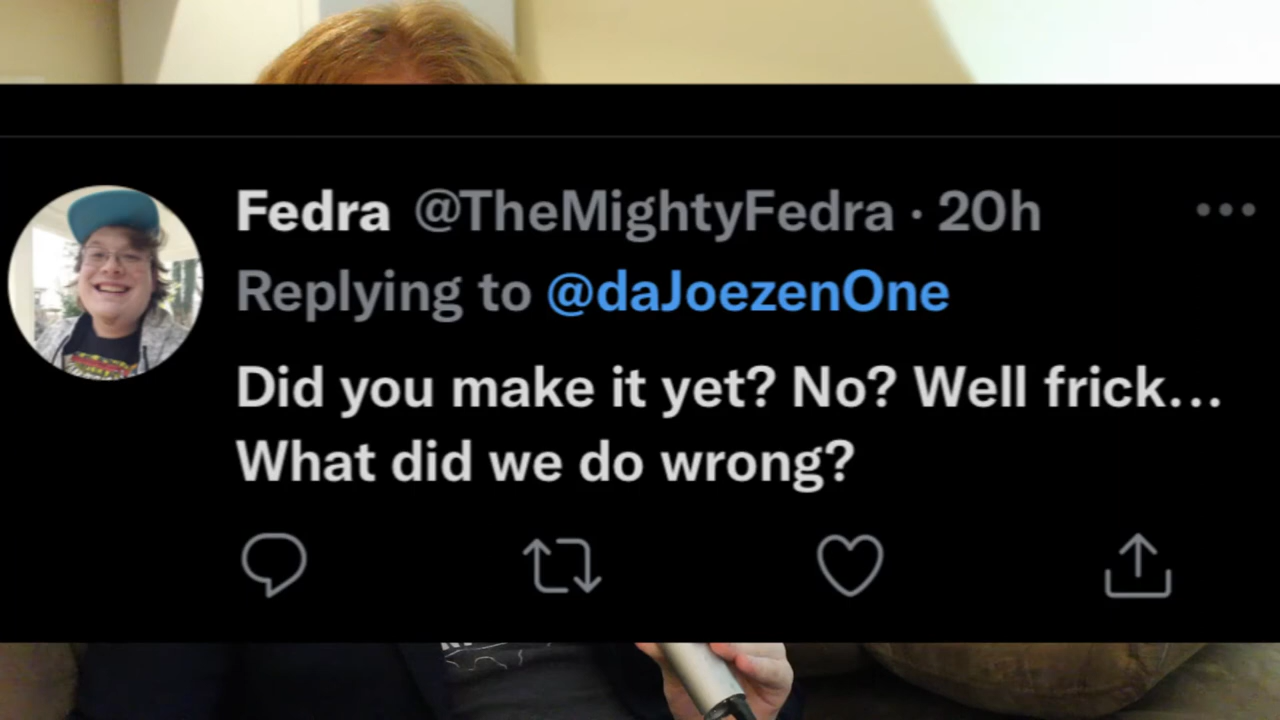 Fedra @TheMightyFedra · 20h
Replying to @daJoezenOne
Did you make it yet? No? Well frick...
What did we do wrong?